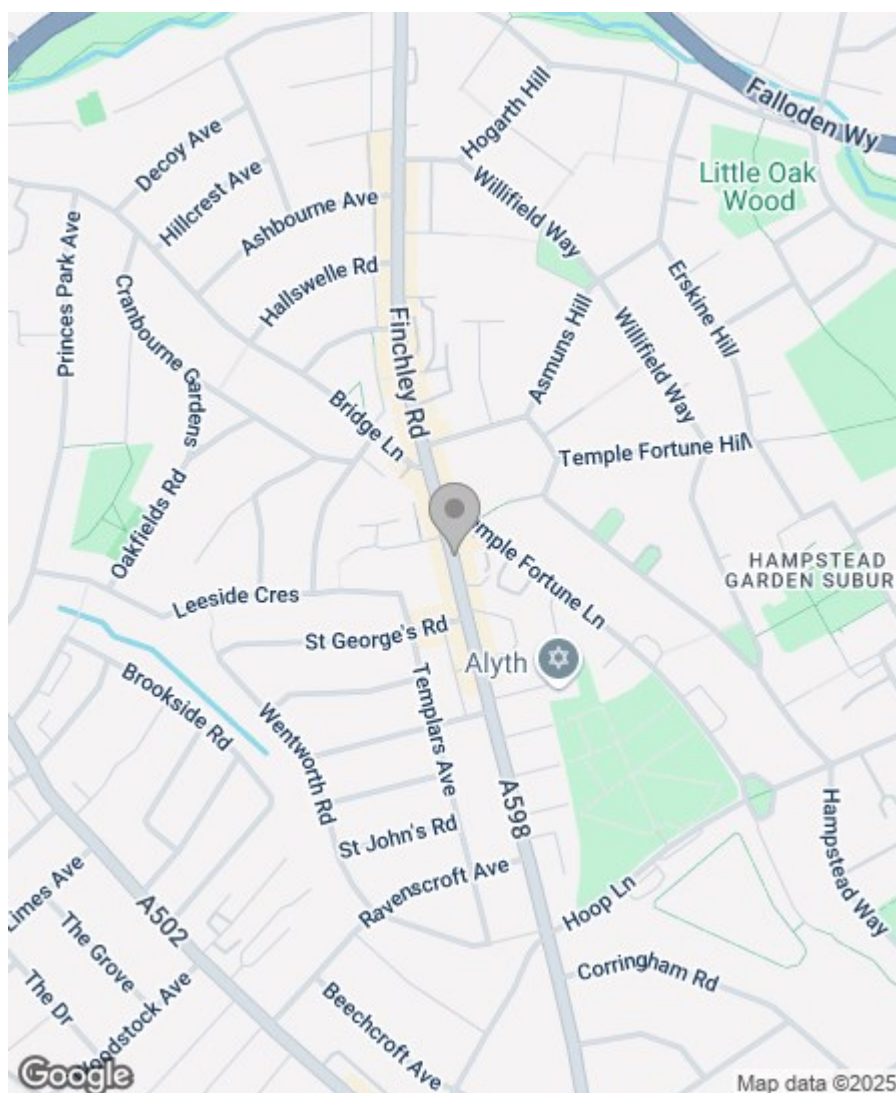 Hogarth Hill
Falloden Wy
Decoy Ave
Little Oak
Wood
Hillcrest Ave
Willifield Way
Ashbourne Ave
Princes Park Ave
Hallswelle Rd
Cranbourne Gardens
Erskine Hill
Finchley Rd
Asmuns Hill
Willifield Way
Bridge Ln
Temple Fortune Hill
Oakfields Rd
emple Fortune Ln
HAMPSTEAD
GARDEN SUBUR
Leeside Cres
St George's Rd
Alyth
Brookside Rd
Templars Ave
Wentworth Rd
A598
St John's Rd
Hampstead Way
Ravenscroft Ave
Limes Ave
A502
Hoop Ln
The Grove
Corringham Rd
The Dr
oodstock Ave
Beechcroft Ave
Google
Map data ©2025